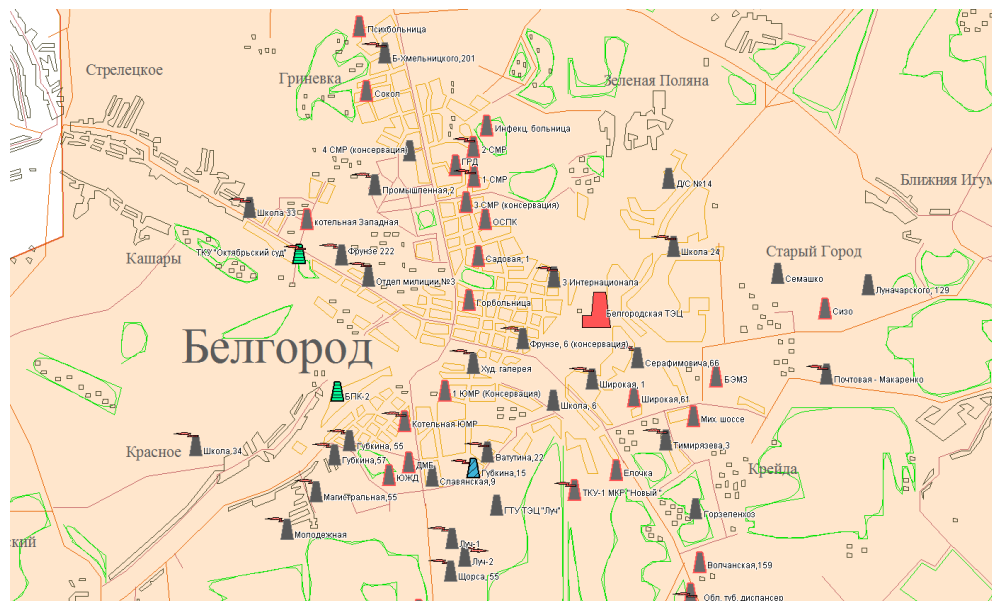 Психбольница
Б-Хмельницкого,201
Стрелецкое
Гриневка
Зеленая Поляна
Сокол
Инфекц. больница
4 СМР (консервация)
2 СМР
ГРД
1 СМР
Промышленная,2
Д/С №14
Ближняя Игум
3 СМР (консервация)
Школа 33
котельная Западная
ОСПК
ТКУ "Октябрьский суд"
Фрунзе 222
Школа 24
Старый Город
Кашары
Садовая, 1
Отдел милиции №3
3.Интернационала
Семашко
Луначарского, 129
Горбольница
Белгородская ТЭЦ
Сизо
Белгород
Фрунзе, 6 (консервация)
Худ. галерея
Серафимовича,66
Широкая, 1
БЭМЗ
Почтовая - Макаренко
БПК-2
1 ЮМР (Консервация)
Школа, 6
Широкая,61
Котельная ЮМР
Мих. шоссе
Красное
Школа,34
Губкина, 55
Губкина,57
Ватутина,22
Тимирязева,3
ДМБ
ЮЖД
Славянская,9
Губкина,15
Елочка
Крейда
Магистральная,55
ТКУ-1 МКР "Новый"
ГТУ ТЭЦ "Луч"
Горзеленхоз
Молодежная
ский
Луч-1
Луч-2
Щорса, 55
Волчанская,159
Обл. туб. диспансер